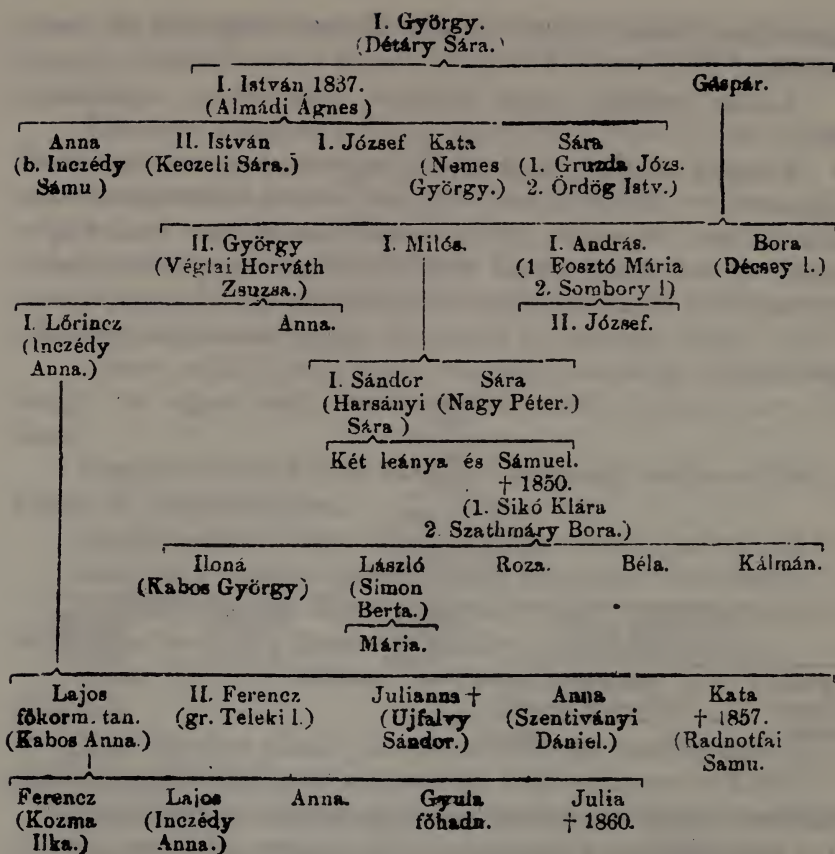 I. György.
(Détáry Sára.)
I. István 1837. Gáspár.
(Almádi Ágnes)
Anna II. István I. József Kata Sára
(b. Inczédy (Keczeli Sára.) (Nemes (1. Gruzda Józs.
Sámu) György.) 2. Ördög Istv.)
II. György I. Milós. I. András. Bora
(Véglai Horváth (1 Fosztó Mária (Décsey l.)
Zsuzsa.) 2. Sombory l)
I. Lőrincz Anna. II. József.
(Inczédy
Anna.)
I. Sándor Sára
(Harsányi (Nagy Péter.)
Sára)
Két leánya és Sámuel.
† 1850.
(1. Sikó Klára
2. Szathmáry Bora.)
Ilona László Roza. Béla. Kálmán.
(Kabos György) (Simon
Berta.)
Mária.
Lajos II. Ferencz Julianna † Anna Kata
főkorm. tan. (gr. Teleki l.) (Ujfalvy (Szentiványi † 1857.
(Kabos Anna.) Sándor.) Dániel.) (Radnotfai
Samu.
Ferencz Lajos Anna. Gyula Julia
(Kozma (Inczédy főhadn. † 1860.
Ilka.) Anna.)